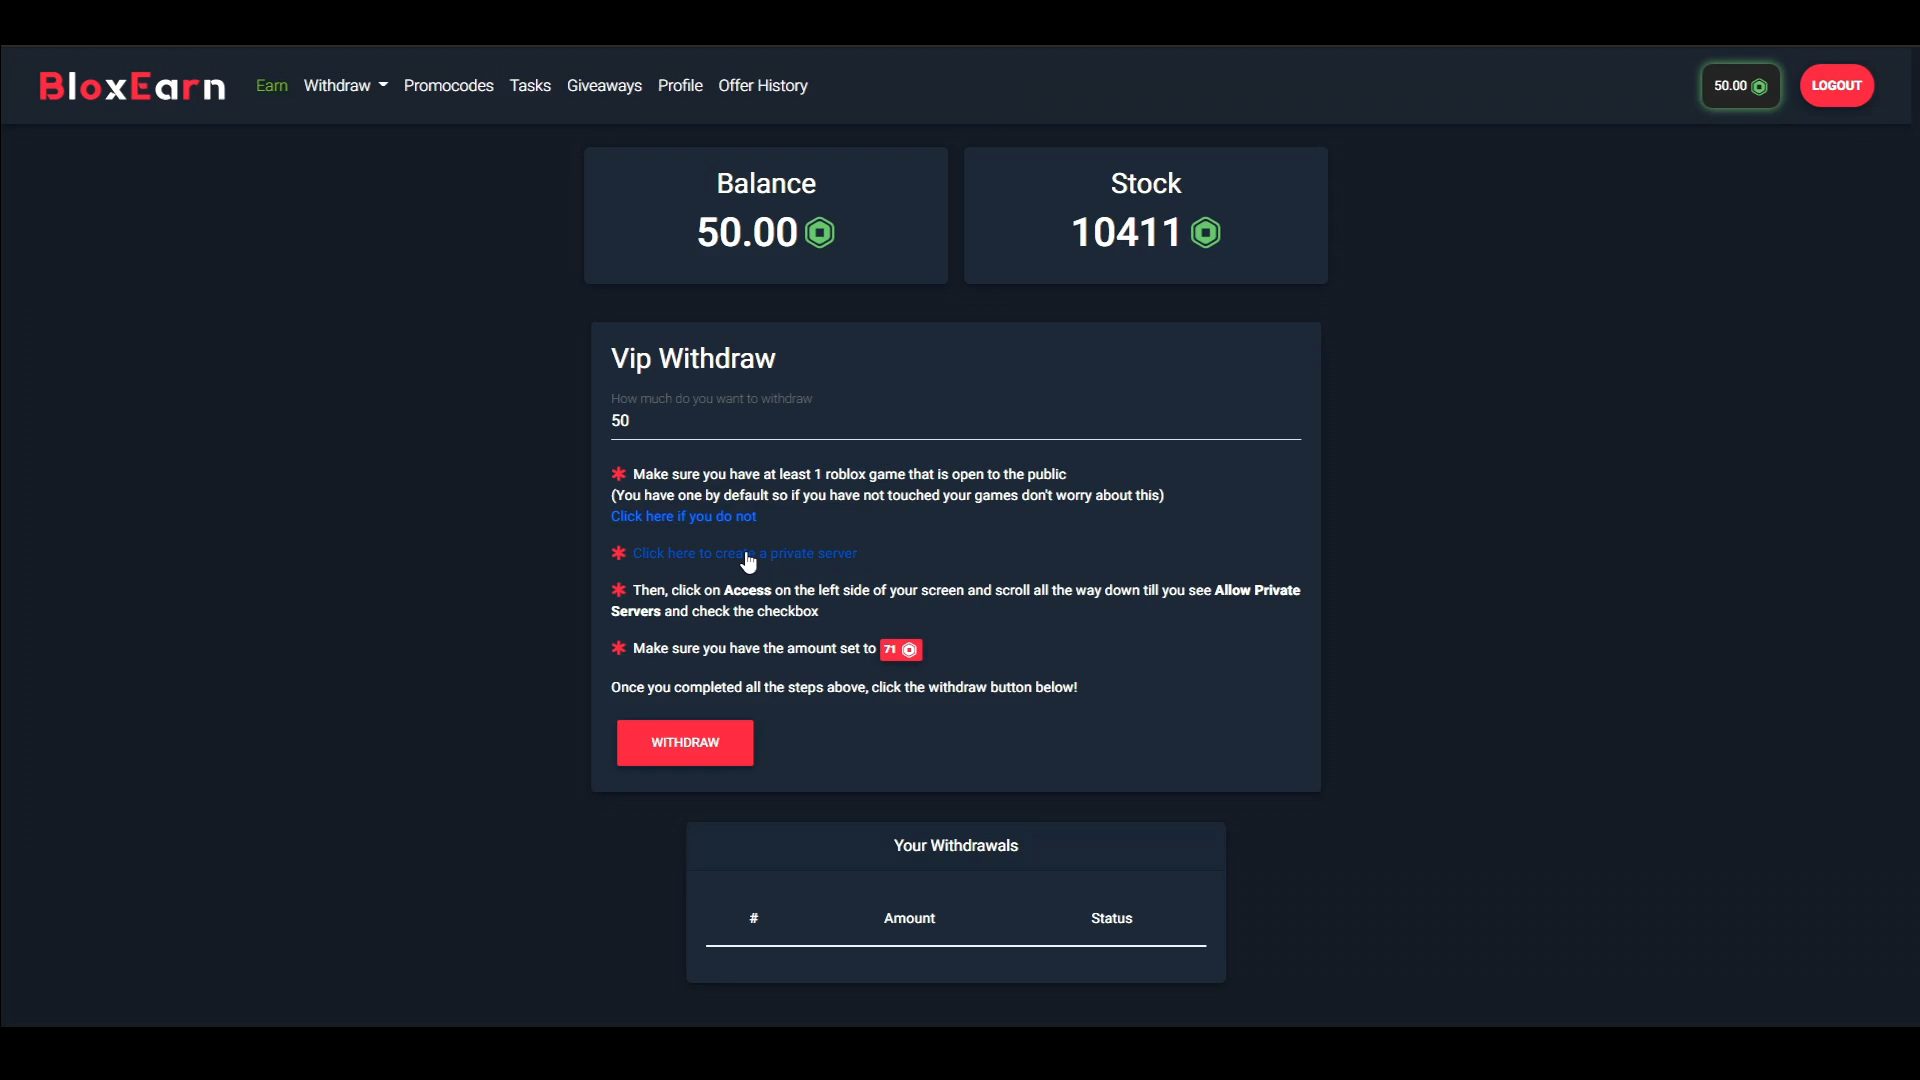 BloxEarn Earn Withdraw Promocodes Tasks Giveaways Profile Offer History 50.00 LOGOUT
Balance
50.00
Stock
10411
Vip Withdraw
How much do you want to withdraw
50
* Make sure you have at least 1 roblox game that is open to the public
(You have one by default so if you have not touched your games don't worry about this)
Click here if you do not
* Click here to create a private server
* Then, click on Access on the left side of your screen and scroll all the way down till you see Allow Private
Servers and check the checkbox
* Make sure you have the amount set to 71
Once you completed all the steps above, click the withdraw button below!
WITHDRAW
Your Withdrawals
# Amount Status